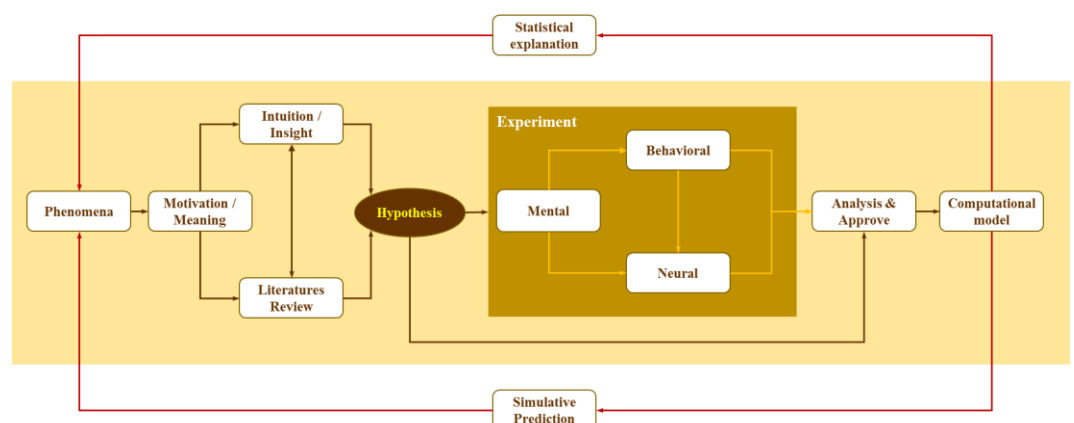 Statistical
explanation
Intuition /
Insight
Experiment
Behavioral
Phenomena
Motivation /
Meaning
Hypothesis
Mental
Analysis &
Approve
Computational
model
Literatures
Review
Neural
Simulative
Prediction